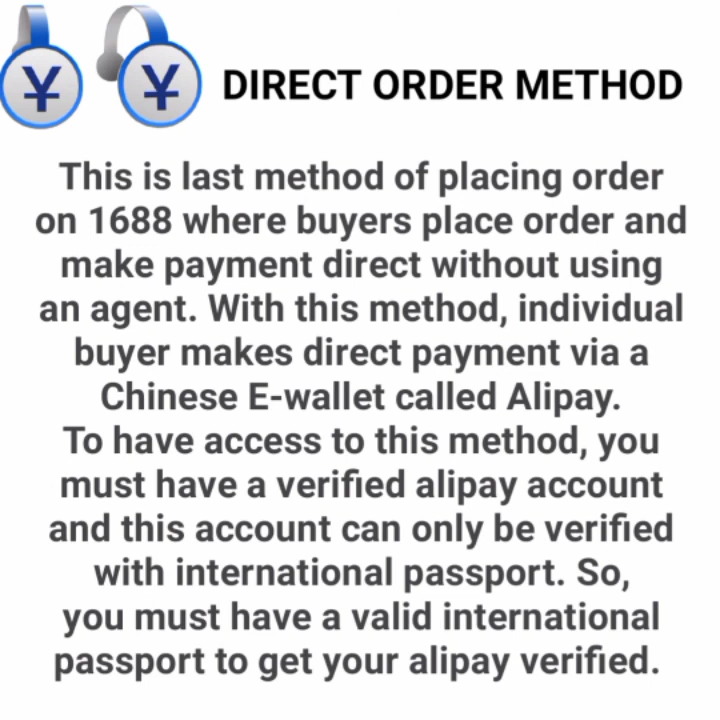 ¥ ¥ DIRECT ORDER METHOD
This is last method of placing order
on 1688 where buyers place order and
make payment direct without using
an agent. With this method, individual
buyer makes direct payment via a
Chinese E-wallet called Alipay.
To have access to this method, you
must have a verified alipay account
and this account can only be verified
with international passport. So,
you must have a valid international
passport to get your alipay verified.